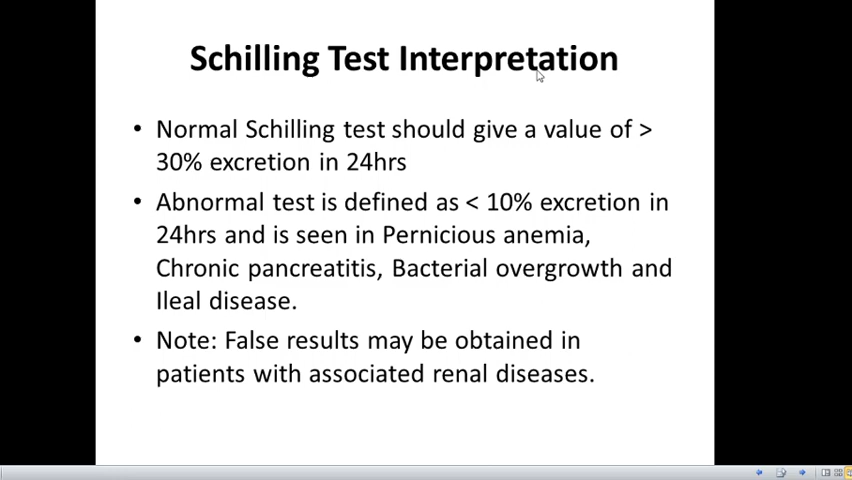 Schilling Test Interpretation
• Normal Schilling test should give a value of >
30% excretion in 24hrs
• Abnormal test is defined as < 10% excretion in
24hrs and is seen in Pernicious anemia,
Chronic pancreatitis, Bacterial overgrowth and
Ileal disease.
• Note: False results may be obtained in
patients with associated renal diseases.